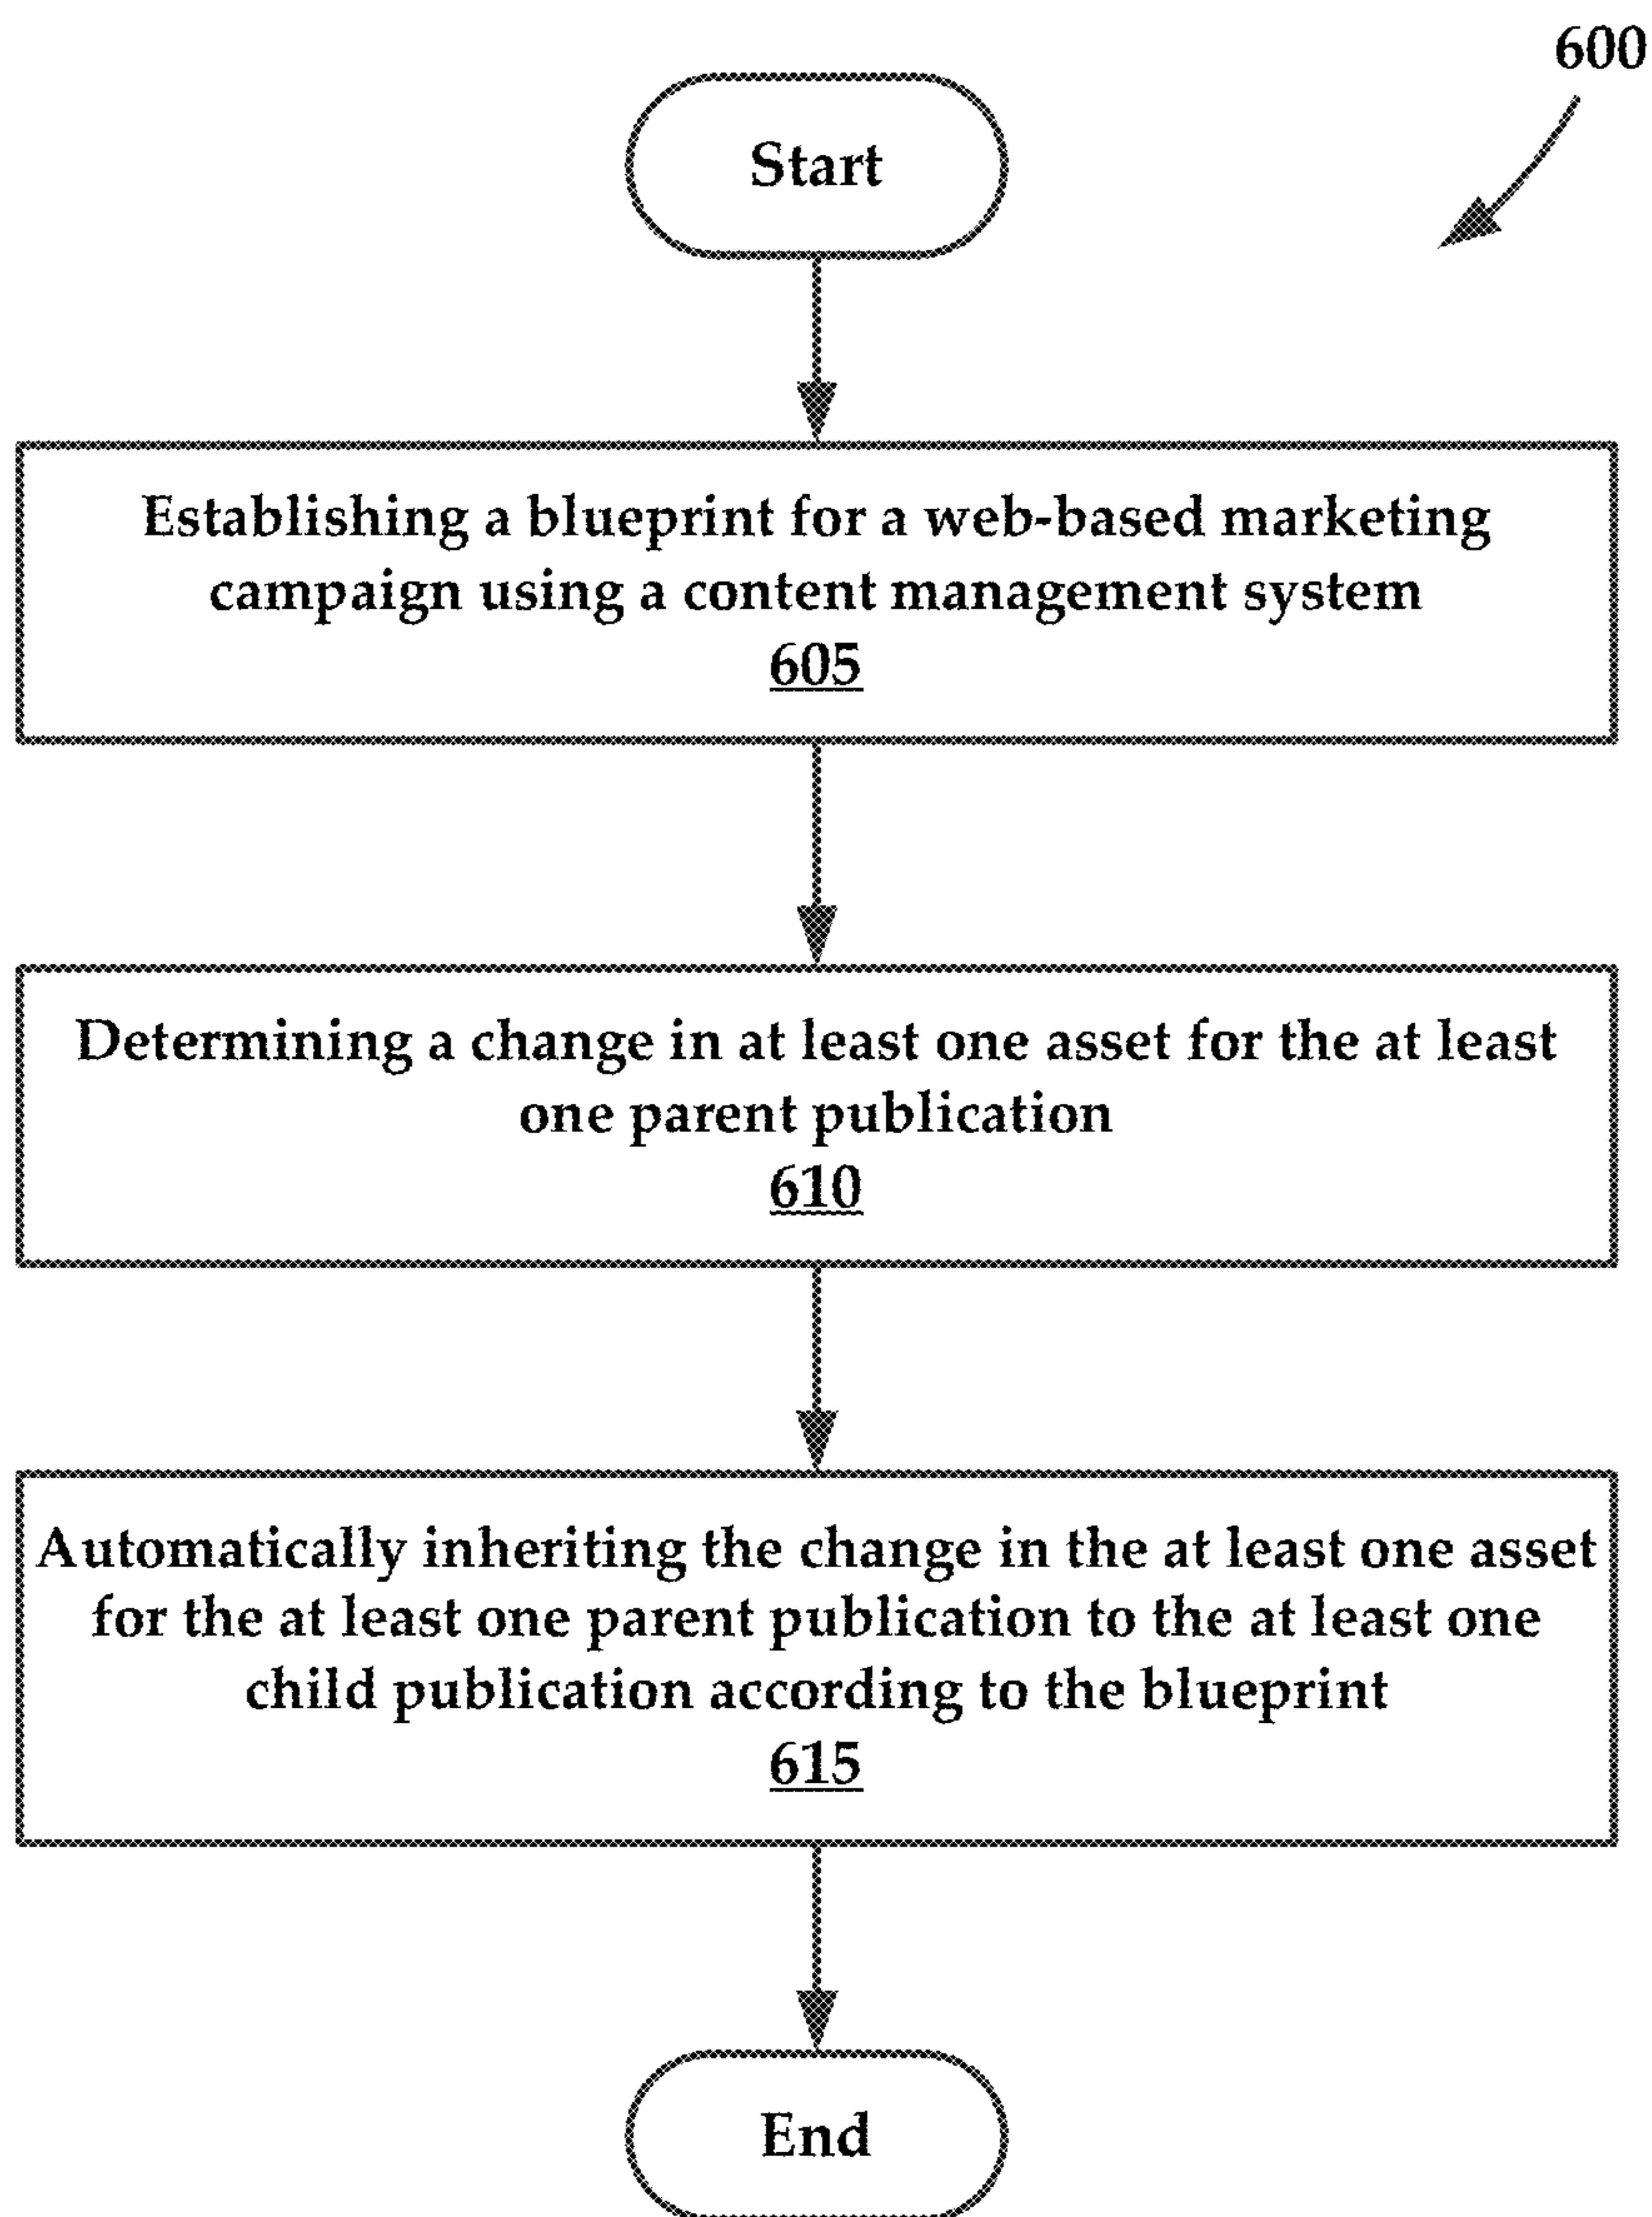 600
Start
Establishing a blueprint for a web-based marketing
campaign using a content management system
605
Determining a change in at least one asset for the at least
one parent publication
610
Automatically inheriting the change in the at least one asset
for the at least one parent publication to the at least one
child publication according to the blueprint
615
End